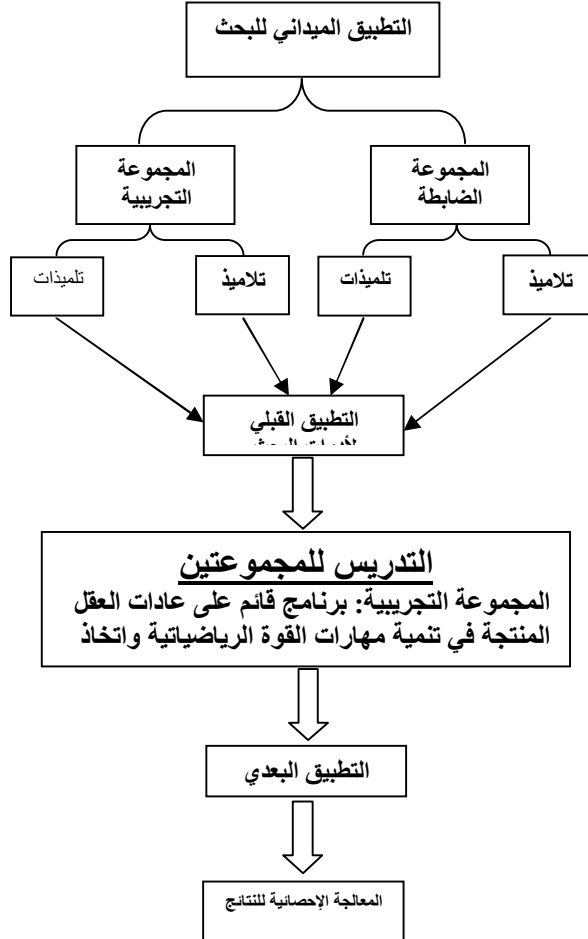 التطبيق الميداني للبحث
المجموعة
الضابطة
المجموعة
التجريبية
تلاميذ
تلميذات
تلاميذ
تلميذات
التطبيق القبلي
التدريس للمجموعتين
المجموعة التجريبية: برنامج قائم على عادات العقل
المنتجة في تنمية مهارات القوة الرياضياتية واتخاذ
التطبيق البعدي
المعالجة الإحصائية للنتائج